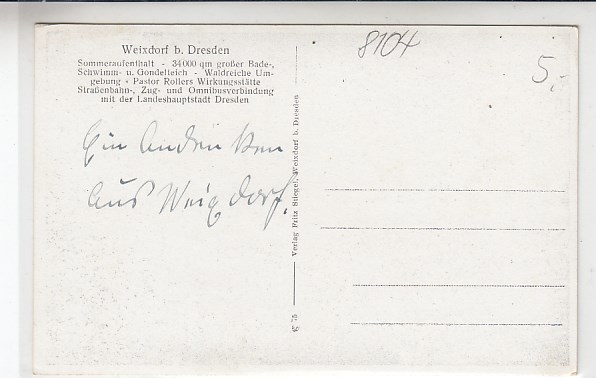 Weixdorf b. Dresden
Sommeraufenthalt - 34000 qm großer Bade-,
Schwimm- u. Gondelteich - Waldreiche Um-
gebung - Pastor Rollers Wirkungsstätte
Straßenbahn-, Zug- und Omnibusverbindung
mit der Landeshauptstadt Dresden
8104
5,-
Ein Andenken
aus Weixdorf.
Verlag Fritz Stiegel, Weixdorf b. Dresden